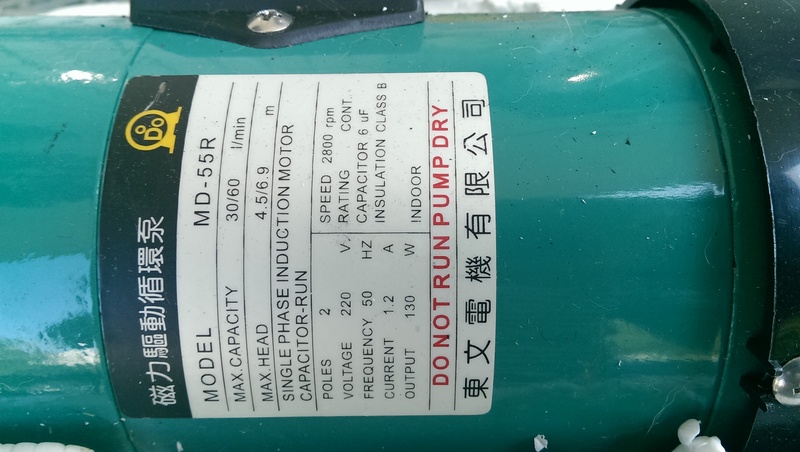 磁力驅動循環泵
Do
MODEL MD-55R
MAX.CAPACITY 30/60 l/min
MAX.HEAD 4.5/6.9 m
SINGLE PHASE INDUCTION MOTOR
CAPACITOR-RUN
POLES 2 SPEED 2800 rpm
VOLTAGE 220 V. RATING CONT.
FREQUENCY 50 HZ CAPACITOR 6 uF
CURRENT 1.2 A INSULATION CLASS B
OUTPUT 130 W INDOOR
DO NOT RUN PUMP DRY
東文電機有限公司